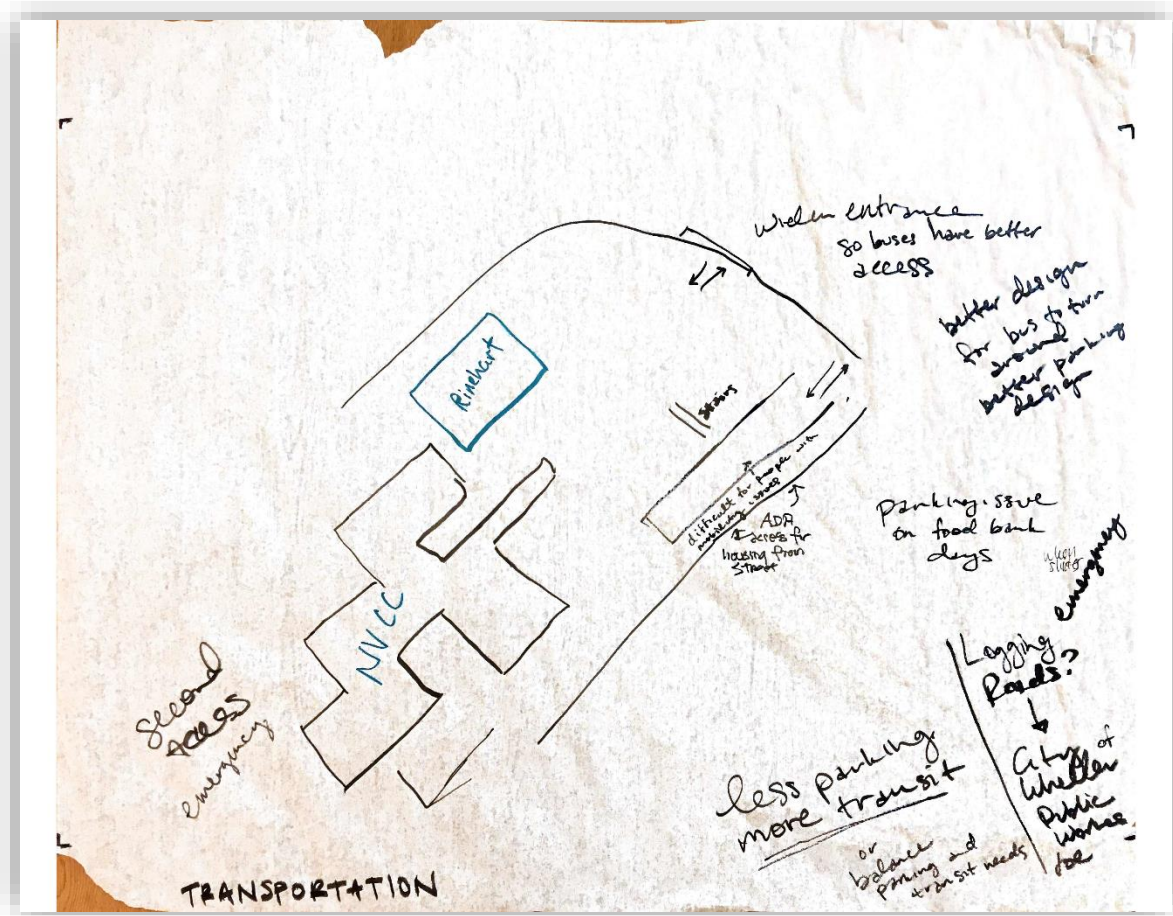 widen entrance
so buses have better
access
better design
for bus to turn
around
better parking
design
Rinehart
stairs
difficult for people with
mobility issues
ADA
access for
housing from
street
parking issue
on food bank
days
emergency
NVCC
Logging
Roads?
City of
Wheeler
Public
Works
second
access
emergency
less parking
more transit
or
balance
parking and
transit needs
TRANSPORTATION